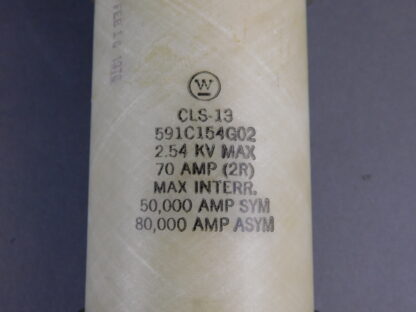 W
CLS-13
591C154G02
2.54 KV MAX
70 AMP (2R)
MAX INTERR.
50,000 AMP SYM
80,000 AMP ASYM